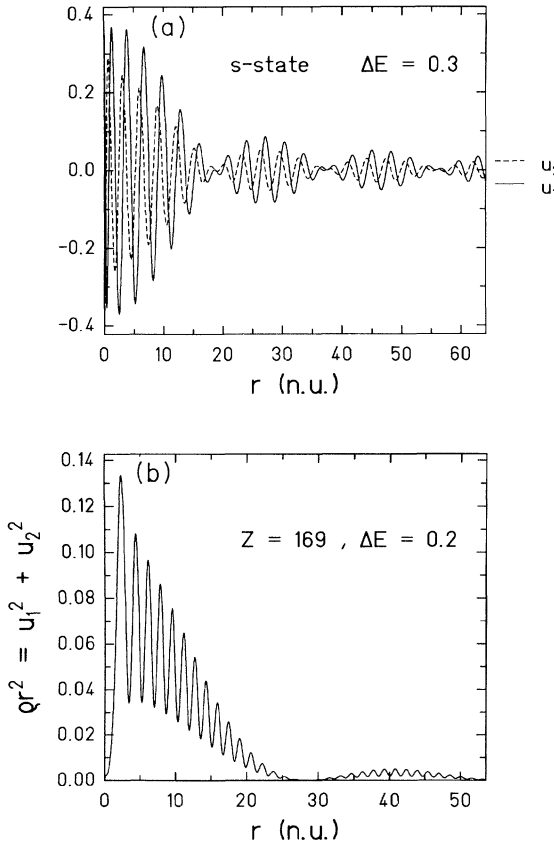 (a)
s-state ΔE = 0.3
0.4
0.2
0.0
-0.2
-0.4
0 10 20 30 40 50 60
r (n.u.)
(b)
Z = 169 , ΔE = 0.2
ϱr² = u₁² + u₂²
0.14
0.12
0.10
0.08
0.06
0.04
0.02
0.00
0 10 20 30 40 50
r (n.u.)